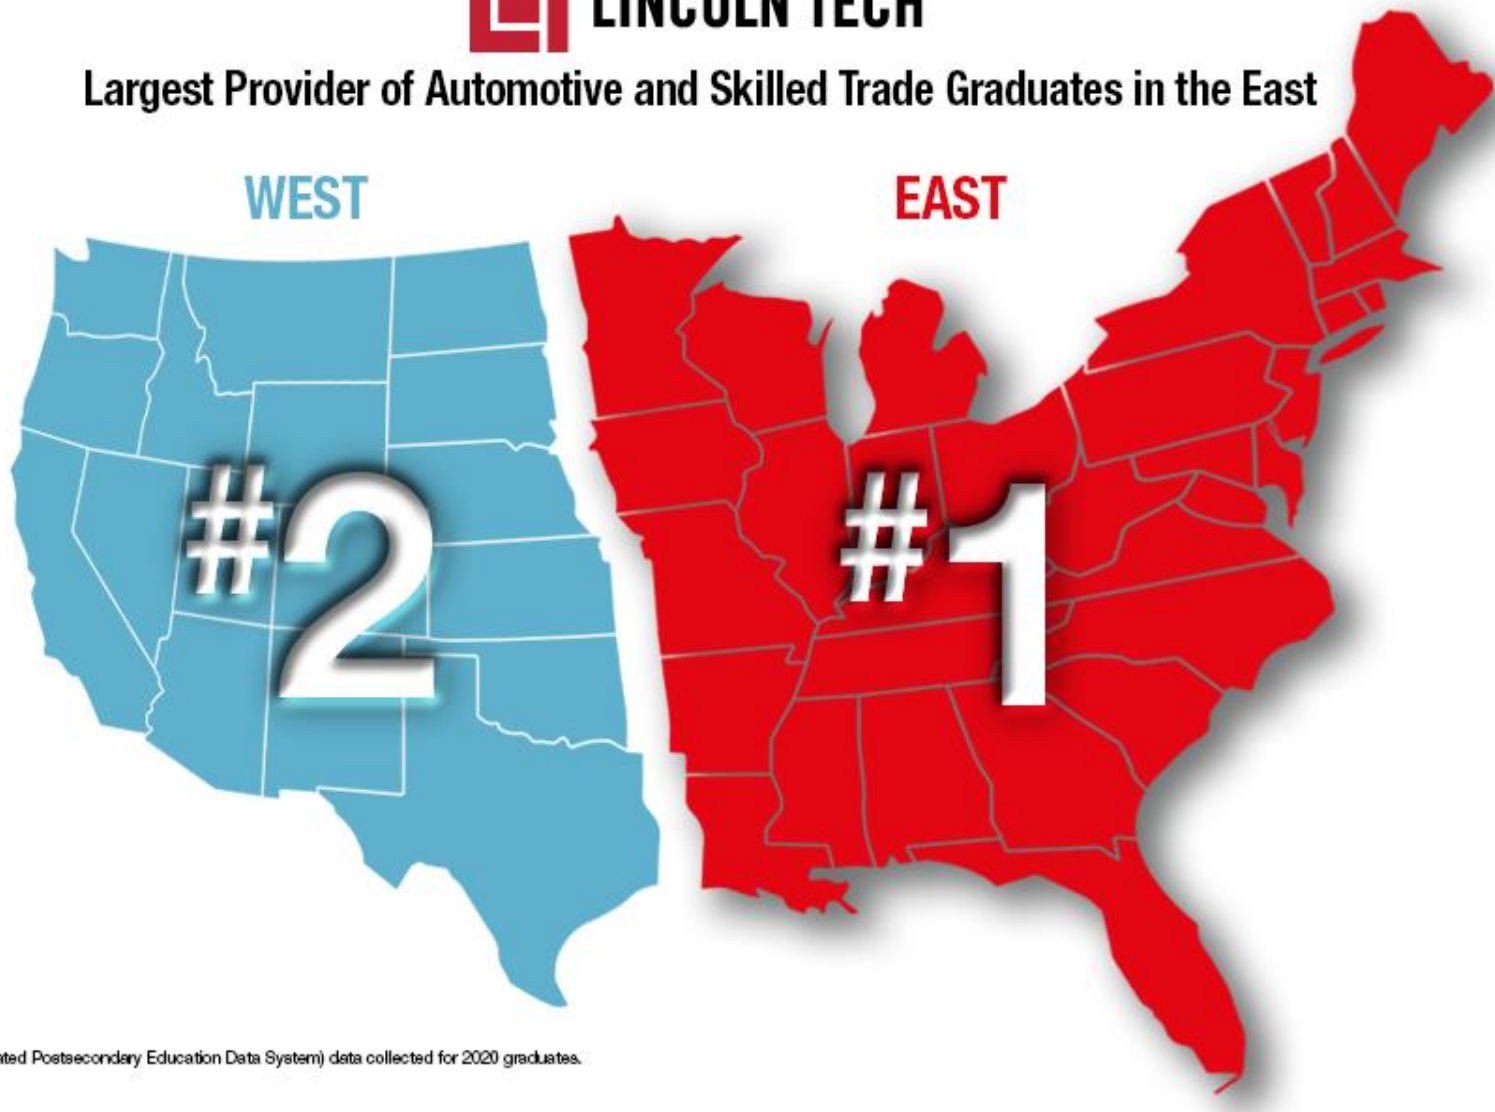 LINCOLN TECH
Largest Provider of Automotive and Skilled Trade Graduates in the East
WEST
EAST
#2
#1
Postsecondary Education Data System) data collected for 2020 graduates.